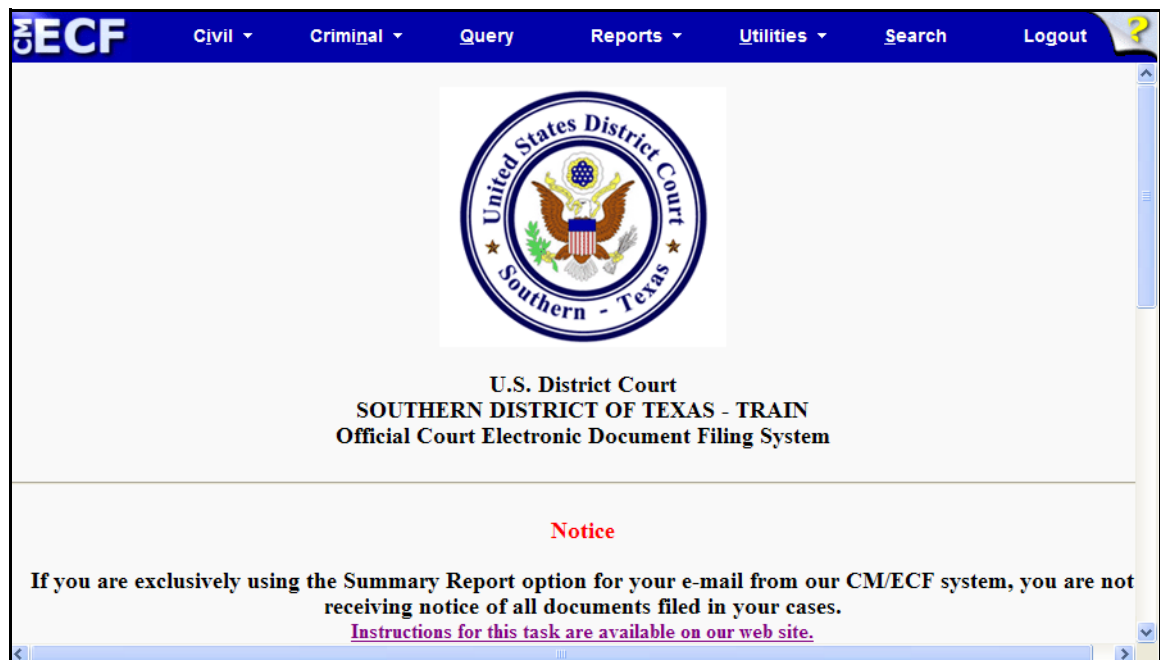 CM ECF Civil Criminal Query Reports Utilities Search Logout ?
United States District Court
Southern - Texas
U.S. District Court
SOUTHERN DISTRICT OF TEXAS - TRAIN
Official Court Electronic Document Filing System
Notice
If you are exclusively using the Summary Report option for your e-mail from our CM/ECF system, you are not
receiving notice of all documents filed in your cases.
Instructions for this task are available on our web site.